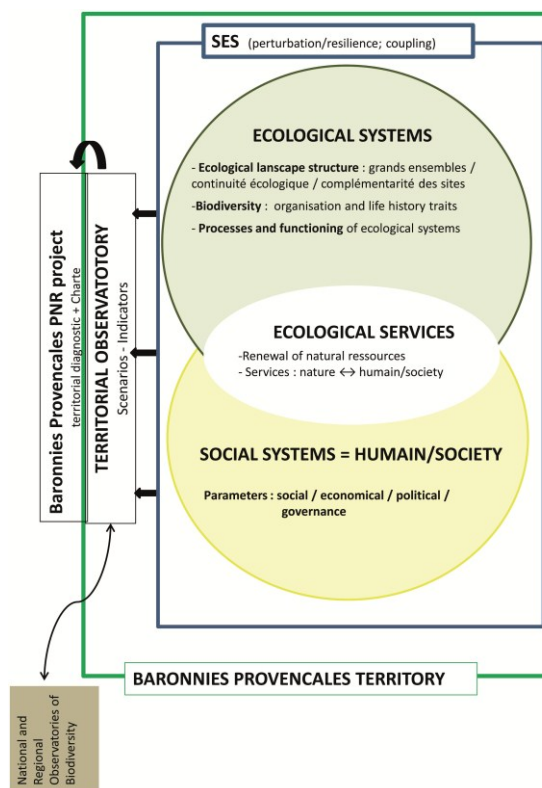 SES (perturbation/resilience; coupling)
ECOLOGICAL SYSTEMS
- Ecological lanscape structure : grands ensembles /
continuité écologique / complémentarité des sites
-Biodiversity : organisation and life history traits
- Processes and functioning of ecological systems
ECOLOGICAL SERVICES
-Renewal of natural ressources
- Services : nature ↔ humain/society
SOCIAL SYSTEMS = HUMAIN/SOCIETY
Parameters : social / economical / political /
governance
Baronnies Provencales PNR project
territorial diagnostic + Charte
TERRITORIAL OBSERVATOTORY
Scenarios - Indicators
BARONNIES PROVENCALES TERRITORY
National and
Regional
Observatories of
Biodiversity